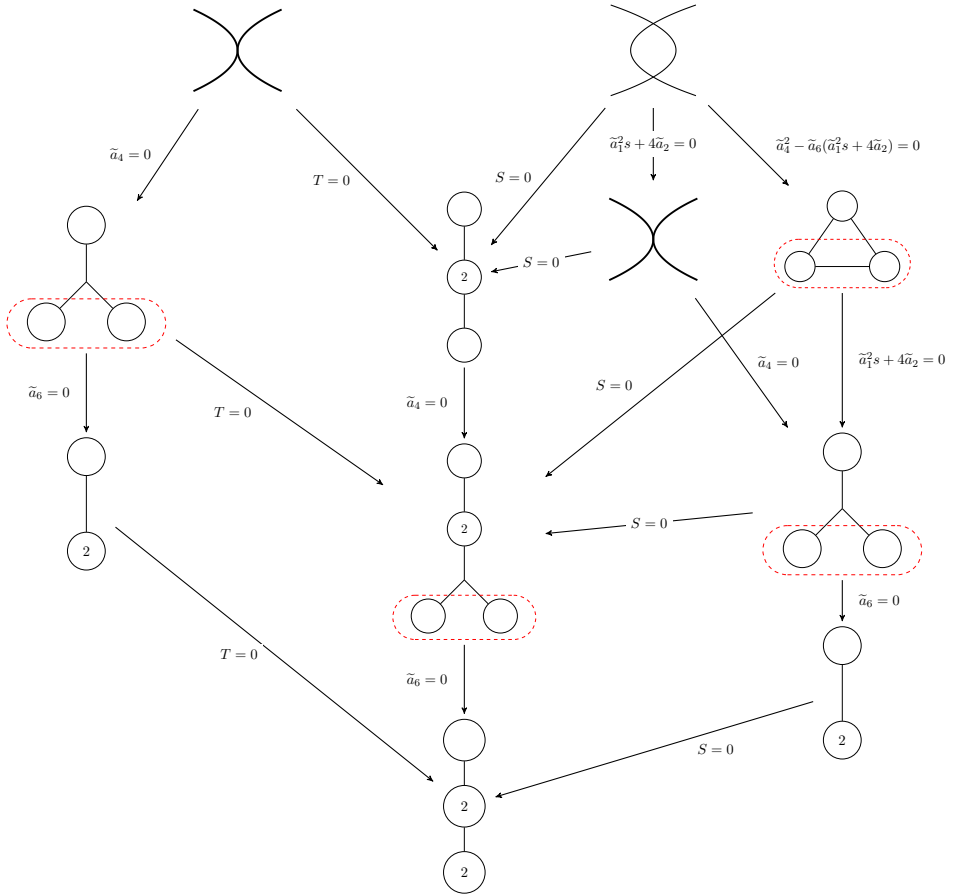 $\widetilde{a}_4 = 0$
$T = 0$
$S = 0$
$\widetilde{a}_1^2 s + 4\widetilde{a}_2 = 0$
$\widetilde{a}_4^2 - \widetilde{a}_6(\widetilde{a}_1^2 s + 4\widetilde{a}_2) = 0$
2
$S = 0$
$\widetilde{a}_6 = 0$
$T = 0$
$\widetilde{a}_4 = 0$
$S = 0$
$\widetilde{a}_4 = 0$
$\widetilde{a}_1^2 s + 4\widetilde{a}_2 = 0$
2
2
$S = 0$
$T = 0$
$\widetilde{a}_6 = 0$
$\widetilde{a}_6 = 0$
2
$S = 0$
2
2